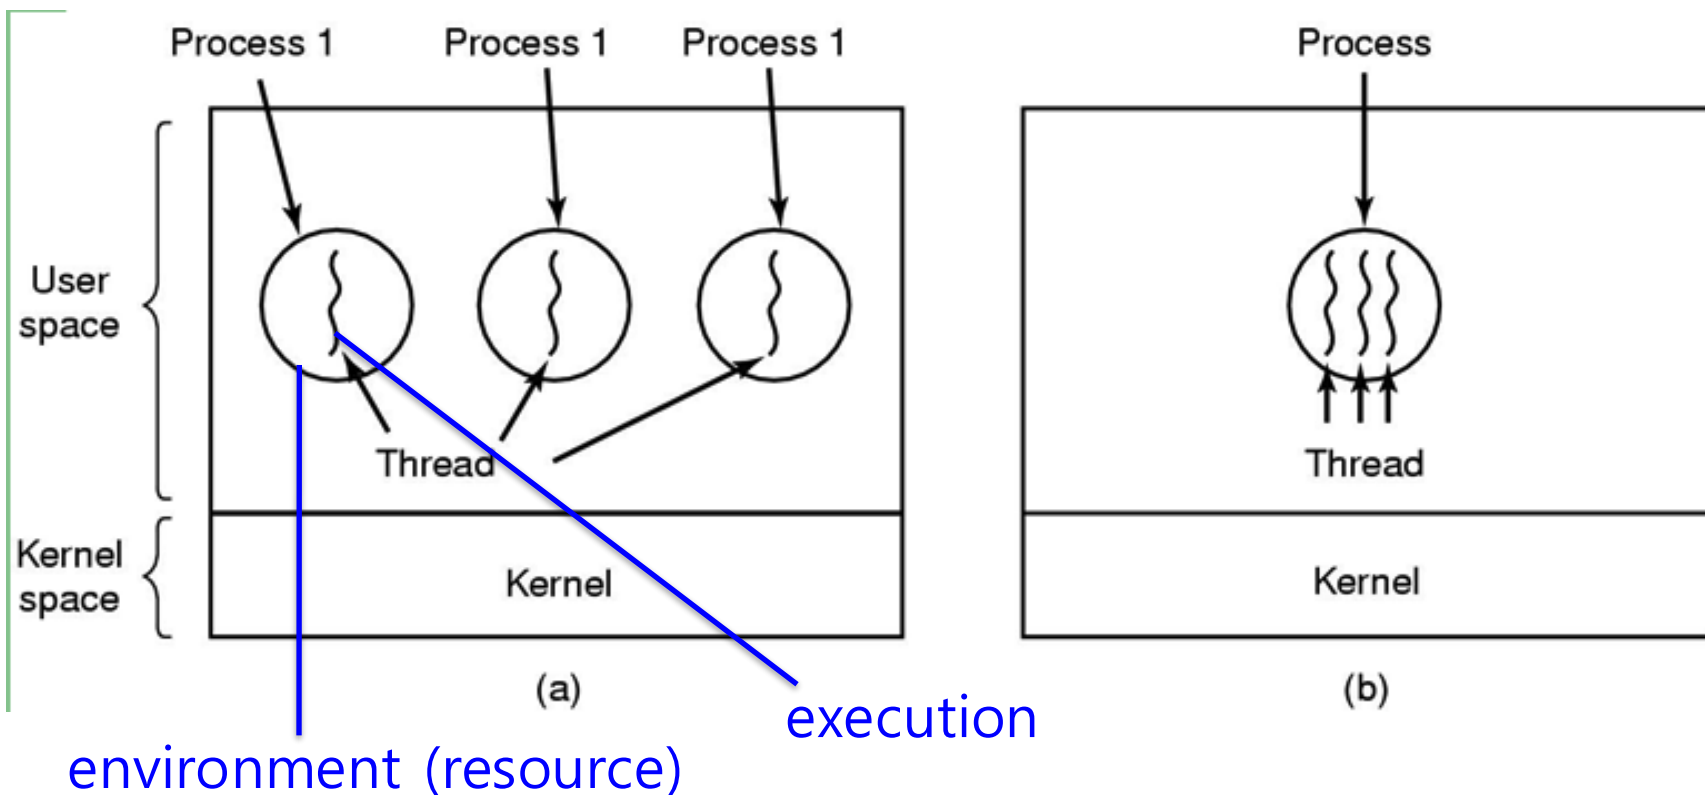 Process 1
Process 1
Process 1
Process
User
space
Thread
Thread
Kernel
space
Kernel
Kernel
(a)
(b)
execution
environment (resource)